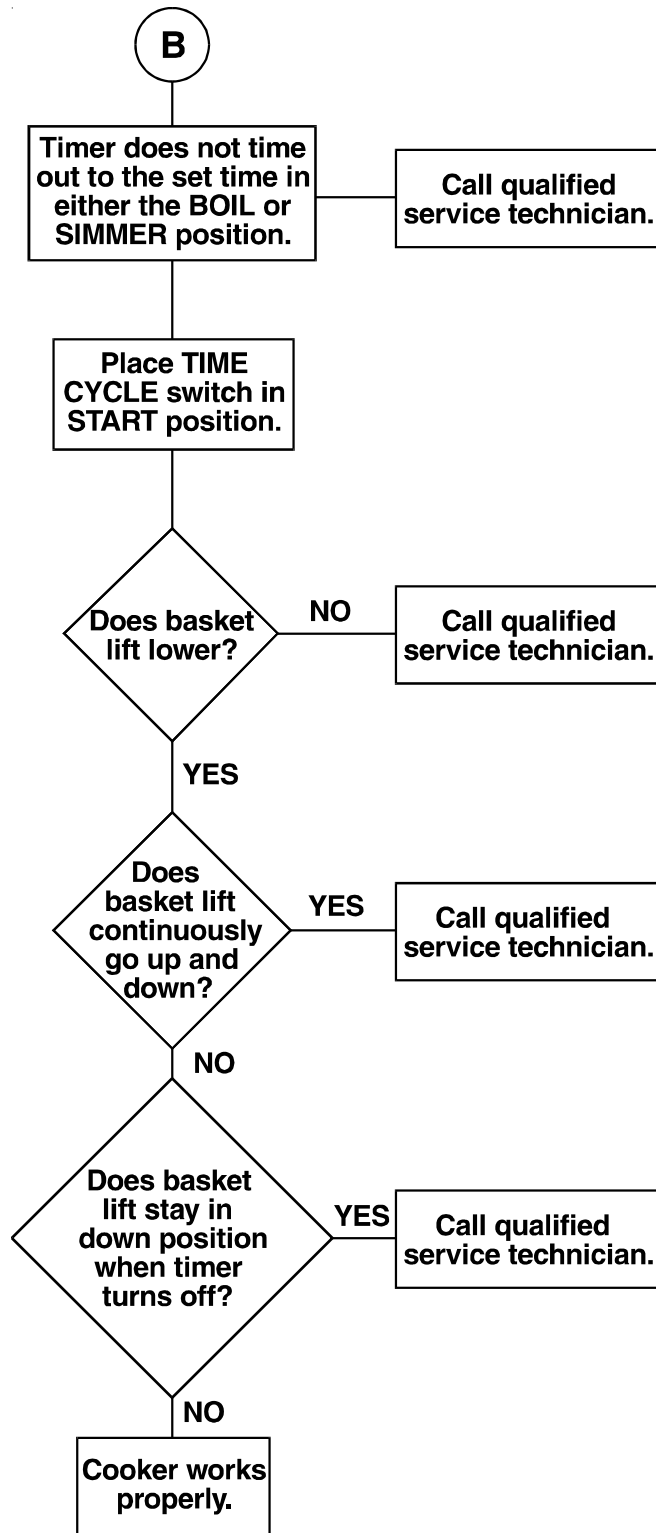 B
Timer does not time
out to the set time in
either the BOIL or
SIMMER position.
Call qualified
service technician.
Place TIME
CYCLE switch in
START position.
Does basket
lift lower?
NO
Call qualified
service technician.
YES
Does
basket lift
continuously
go up and
down?
YES
Call qualified
service technician.
NO
Does basket
lift stay in
down position
when timer
turns off?
YES
Call qualified
service technician.
NO
Cooker works
properly.